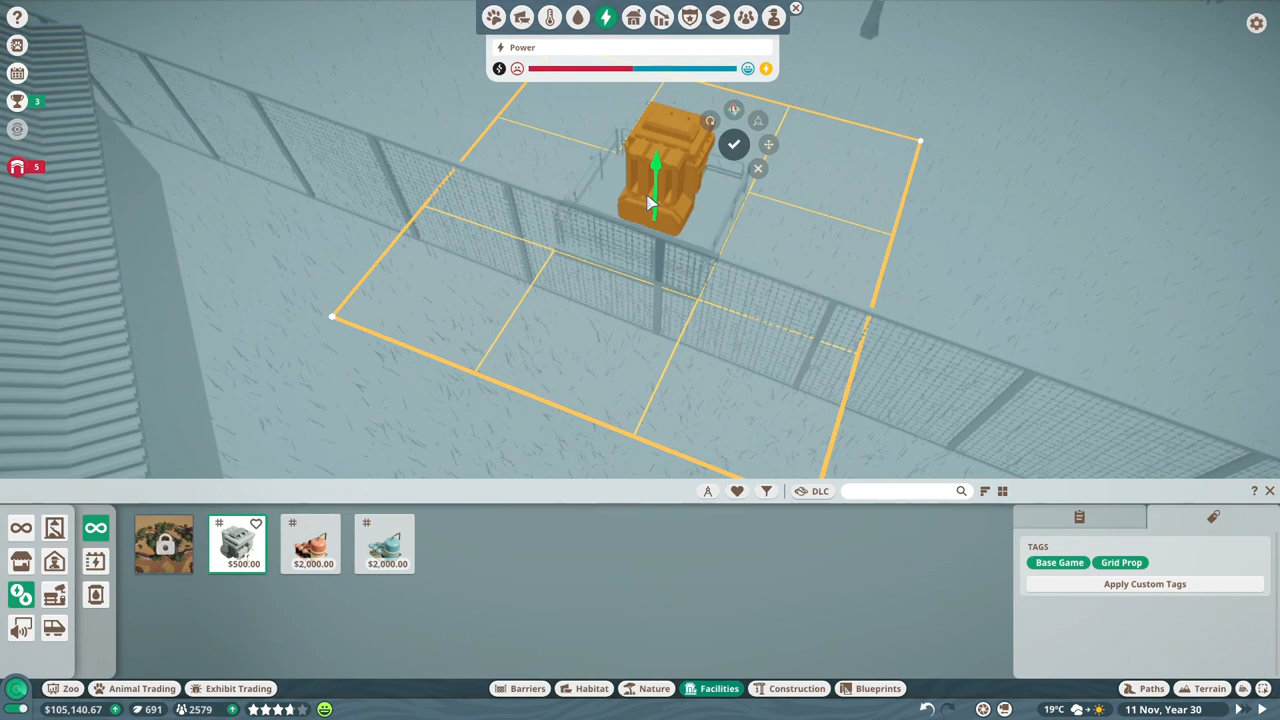 ?
Power
3
5
DLC
? 
#
$500.00
#
$2,000.00
#
$2,000.00
TAGS
Base Game
Grid Prop
Apply Custom Tags
Zoo
Animal Trading
Exhibit Trading
Barriers
Habitat
Nature
Facilities
Construction
Blueprints
Paths
Terrain
$105,140.67
691
2579
19°C
11 Nov, Year 30